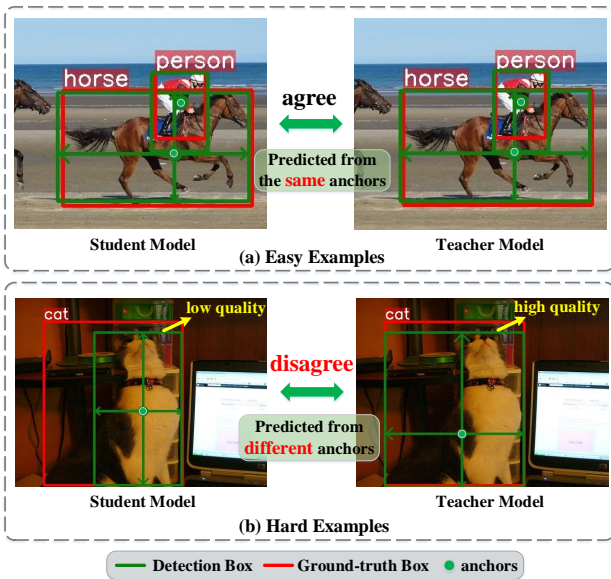 horse
person
agree
Predicted from
the same anchors
horse
person
Student Model
Teacher Model
(a) Easy Examples
cat
low quality
disagree
Predicted from
different anchors
cat
high quality
Student Model
Teacher Model
(b) Hard Examples
Detection Box
Ground-truth Box
anchors